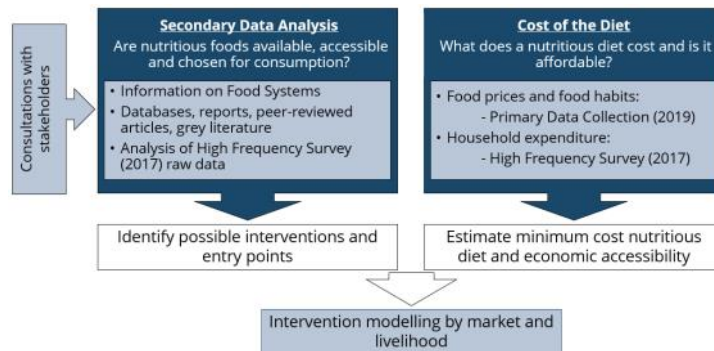 Consultations with
stakeholders
Secondary Data Analysis
Are nutritious foods available, accessible
and chosen for consumption?
• Information on Food Systems
• Databases, reports, peer-reviewed
articles, grey literature
• Analysis of High Frequency Survey
(2017) raw data
Identify possible interventions and
entry points
Cost of the Diet
What does a nutritious diet cost and is it
affordable?
• Food prices and food habits:
- Primary Data Collection (2019)
• Household expenditure:
- High Frequency Survey (2017)
Estimate minimum cost nutritious
diet and economic accessibility
Intervention modelling by market and
livelihood